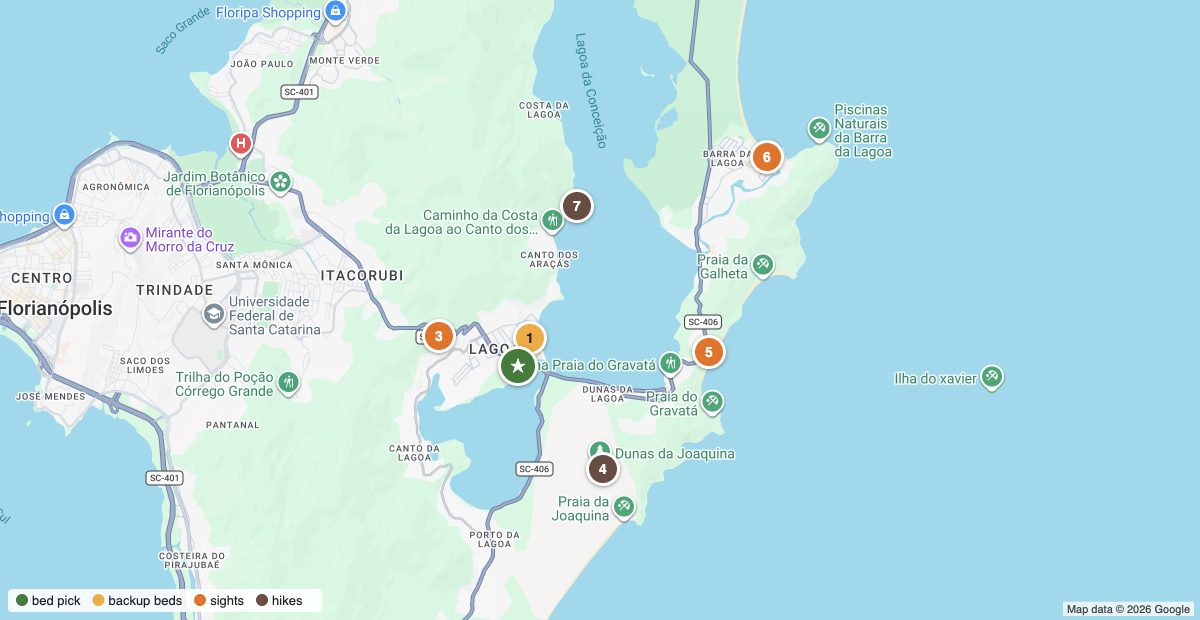 Floripa Shopping
Saco Grande
JOÃO PAULO
MONTE VERDE
SC-401
COSTA DA
LAGOA
Lagoa da Conceição
Piscinas
Naturais
da Barra
da Lagoa
H
BARRA DA
LAGOA
6
AGRONÔMICA
Jardim Botânico
de Florianópolis
7
hopping
Mirante do
Morro da Cruz
Caminho da Costa
da Lagoa ao Canto dos...
CANTO DOS
ARAÇÁS
SANTA MÔNICA
ITACORUBI
Praia da
Galheta
CENTRO
Florianópolis
TRINDADE
Universidade
Federal de
Santa Catarina
SC-406
3
1
LAGO
5
SACO DOS
LIMOES
na Praia do Gravatá
Trilha do Poção
Córrego Grande
Ilha do xavier
JOSÉ MENDES
DUNAS DA
LAGOA
Praia do
Gravatá
PANTANAL
CANTO DA
LAGOA
Dunas da Joaquina
4
SC-406
SC-401
Praia da
Joaquina
PORTO DA
LAGOA
COSTEIRA DO
PIRAJUBAÉ
bed pick
backup beds
sights
hikes
Map data © 2026 Google